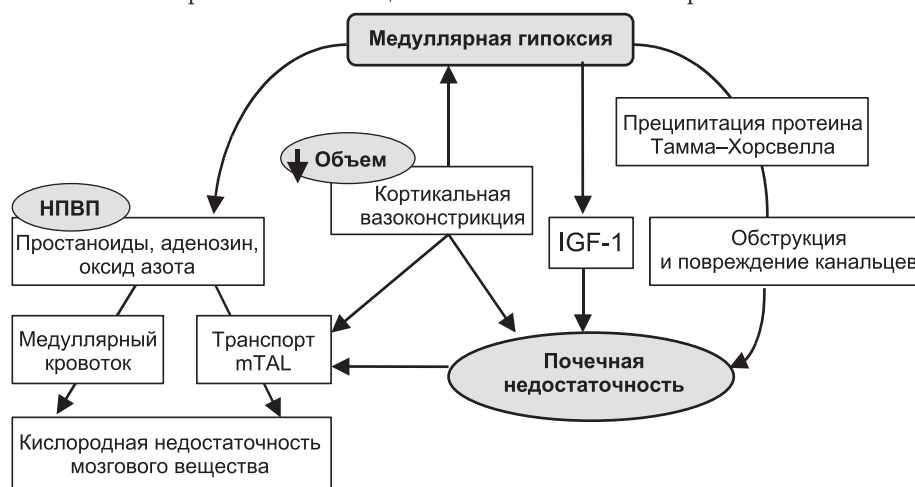 Медуллярная гипоксия
Преципитация протеина
Тамма–Хорсвелла
Объем
Кортикальная
вазоконстрикция
НПВП
Простаноиды, аденозин,
оксид азота
IGF-1
Обструкция
и повреждение канальцев
Медуллярный
кровоток
Транспорт
mTAL
Почечная
недостаточность
Кислородная недостаточность
мозгового вещества